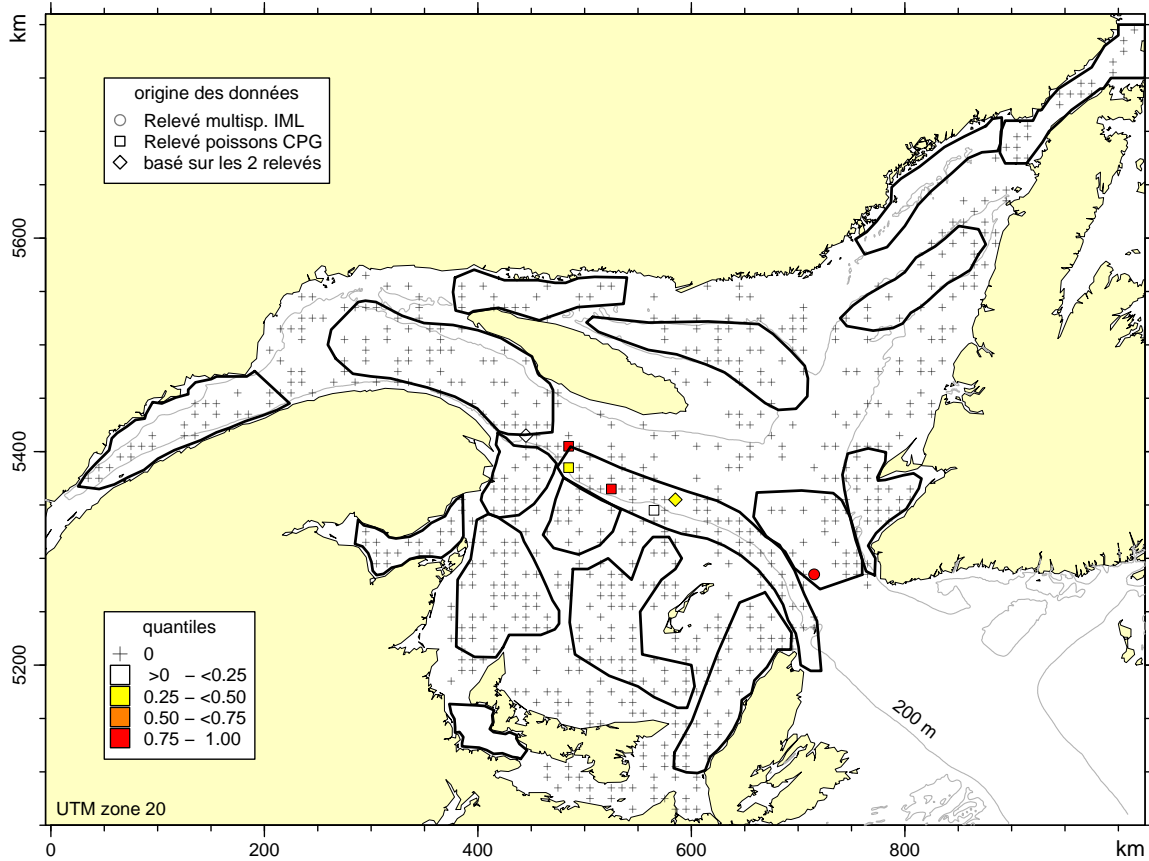 km
5600
5400
5200
origine des données
Relevé multisp. IML
Relevé poissons CPG
basé sur les 2 relevés
quantiles
0
>0 – <0.25
0.25 – <0.50
0.50 – <0.75
0.75 – 1.00
200 m
UTM zone 20
0 200 400 600 800 km